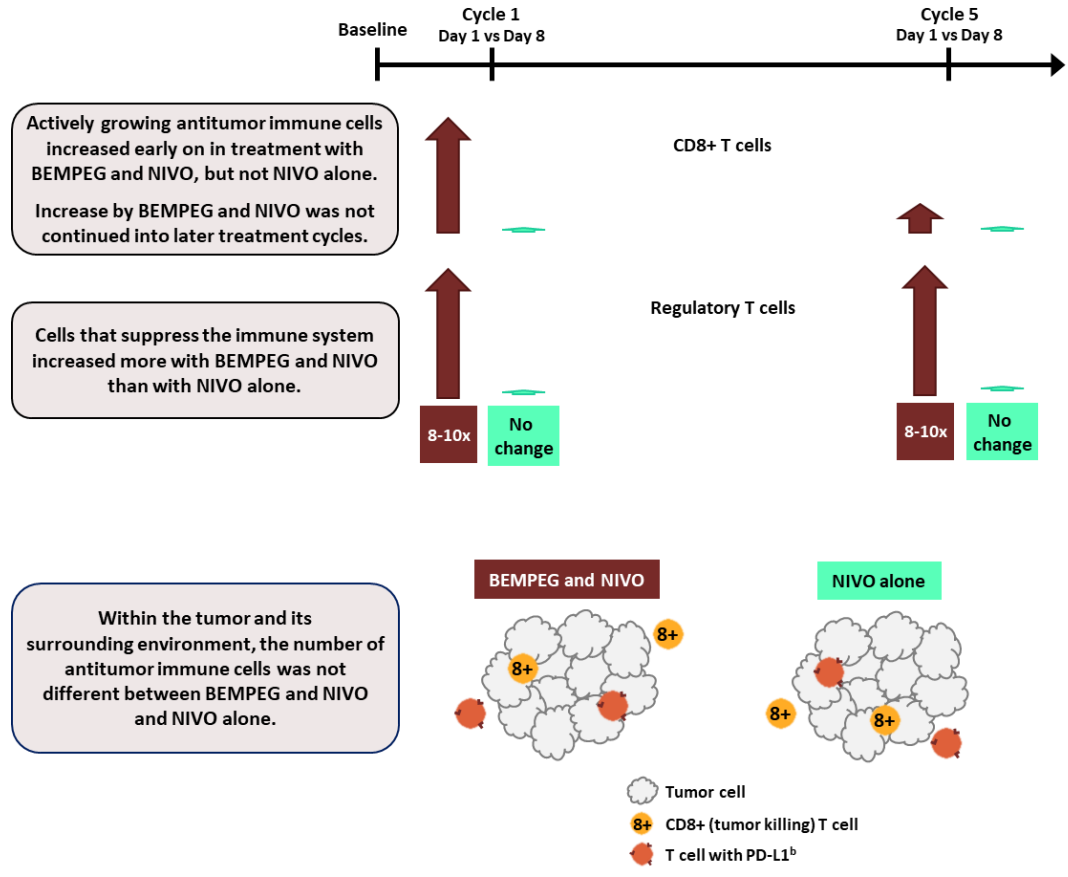 Baseline
Cycle 1
Day 1 vs Day 8
Cycle 5
Day 1 vs Day 8
Actively growing antitumor immune cells
increased early on in treatment with
BEMPEG and NIVO, but not NIVO alone.
Increase by BEMPEG and NIVO was not
continued into later treatment cycles.
CD8+ T cells
Cells that suppress the immune system
increased more with BEMPEG and NIVO
than with NIVO alone.
Regulatory T cells
8-10x
No
change
8-10x
No
change
Within the tumor and its
surrounding environment, the number of
antitumor immune cells was not
different between BEMPEG and NIVO
and NIVO alone.
BEMPEG and NIVO
8+
8+
NIVO alone
8+
8+
Tumor cell
8+ CD8+ (tumor killing) T cell
T cell with PD-L1ᵇ